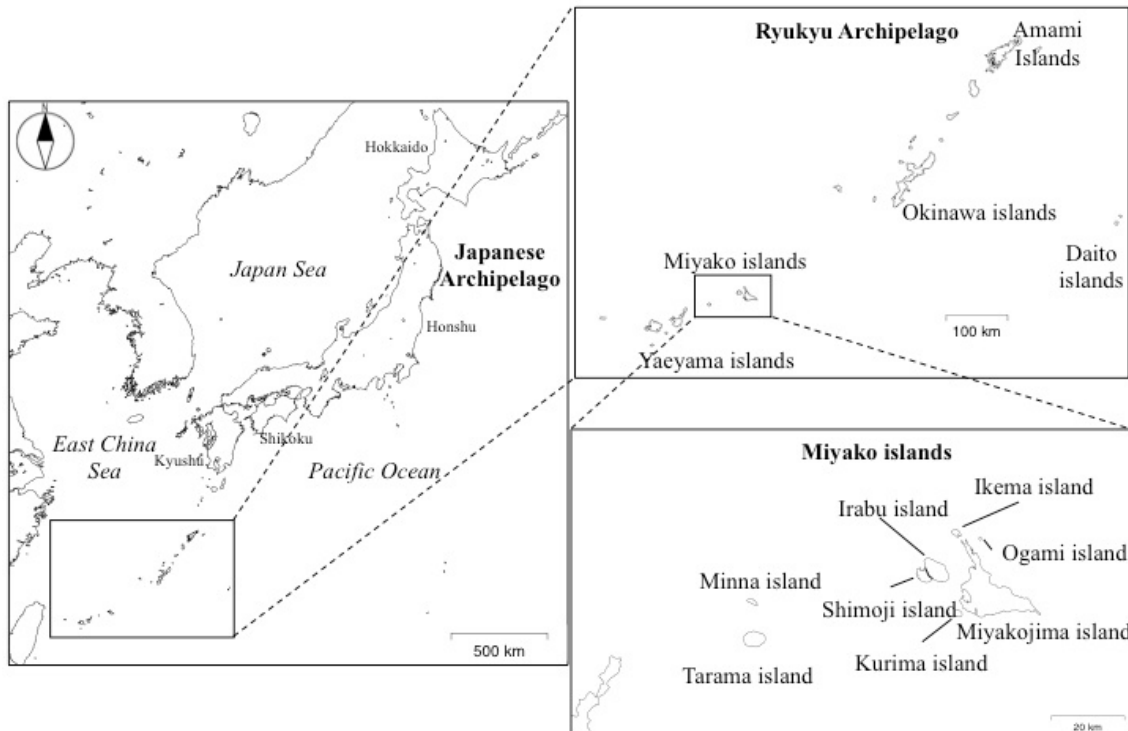 N
Hokkaido
Japanese
Archipelago
Japan Sea
Honshu
East China
Sea
Shikoku
Kyushu
Pacific Ocean
500 km
Ryukyu Archipelago
Amami
Islands
Okinawa islands
Daito
islands
Miyako islands
100 km
Yaeyama islands
Miyako islands
Ikema island
Irabu island
Ogami island
Minna island
Shimoji island
Miyakojima island
Kurima island
Tarama island
20 km